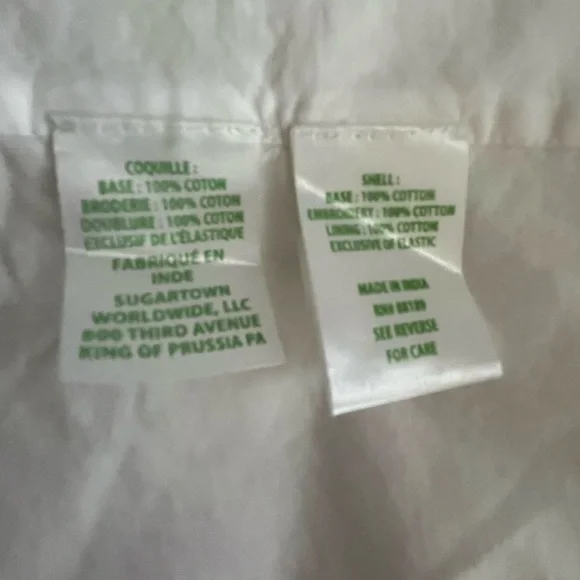 COQUILLE :
BASE : 100% COTON
BRODERIE : 100% COTON
DOUBLURE : 100% COTON
EXCLUSIF DE L'ÉLASTIQUE
FABRIQUÉ EN
INDE
SUGARTOWN
WORLDWIDE, LLC
800 THIRD AVENUE
KING OF PRUSSIA PA
SHELL :
BASE : 100% COTTON
EMBROIDERY : 100% COTTON
LINING : 100% COTTON
EXCLUSIVE OF ELASTIC
MADE IN INDIA
RN#
SEE REVERSE
FOR CARE